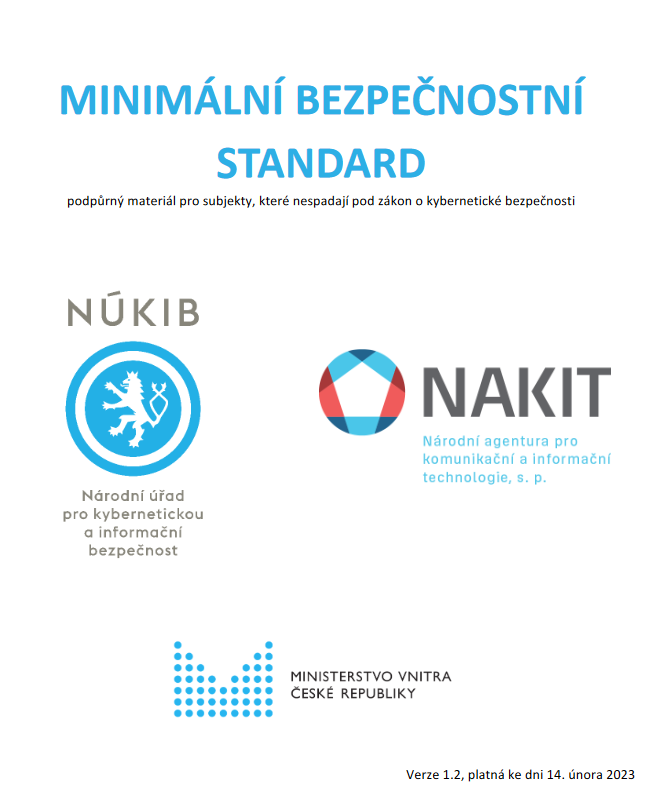 MINIMÁLNÍ BEZPEČNOSTNÍ
STANDARD
podpůrný materiál pro subjekty, které nespadají pod zákon o kybernetické bezpečnosti
NÚKIB
Národní úřad
pro kybernetickou
a informační
bezpečnost
NAKIT
Národní agentura pro
komunikační a informační
technologie, s. p.
MINISTERSTVO VNITRA
ČESKÉ REPUBLIKY
Verze 1.2, platná ke dni 14. února 2023